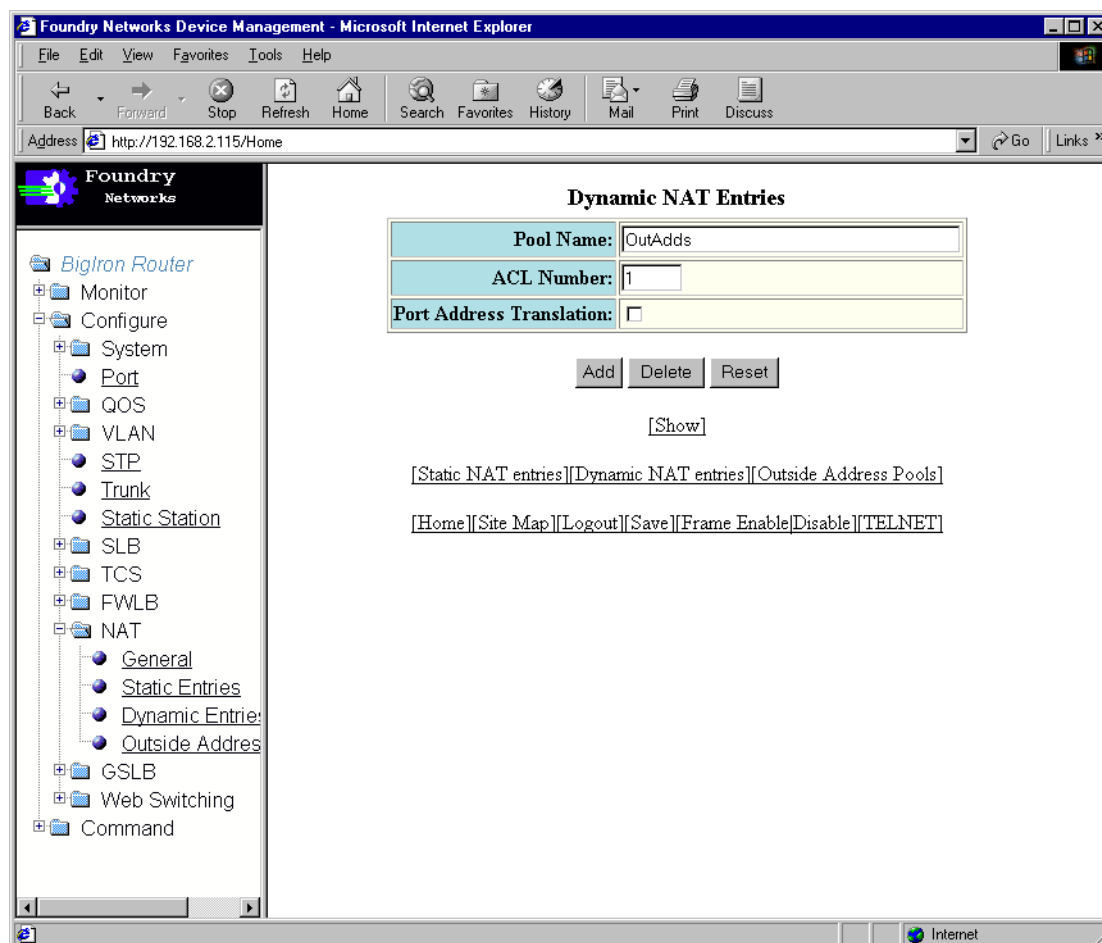 Foundry Networks Device Management - Microsoft Internet Explorer
File Edit View Favorites Tools Help
Back Forward Stop Refresh Home Search Favorites History Mail Print Discuss
Address http://192.168.2.115/Home Go Links »
Foundry
Networks
BigIron Router
Monitor
Configure
System
Port
QOS
VLAN
STP
Trunk
Static Station
SLB
TCS
FWLB
NAT
General
Static Entries
Dynamic Entries
Outside Addres
GSLB
Web Switching
Command
Dynamic NAT Entries
Pool Name: OutAdds
ACL Number: 1
Port Address Translation:
Add Delete Reset
[Show]
[Static NAT entries][Dynamic NAT entries][Outside Address Pools]
[Home][Site Map][Logout][Save][Frame Enable|Disable][TELNET]
Internet